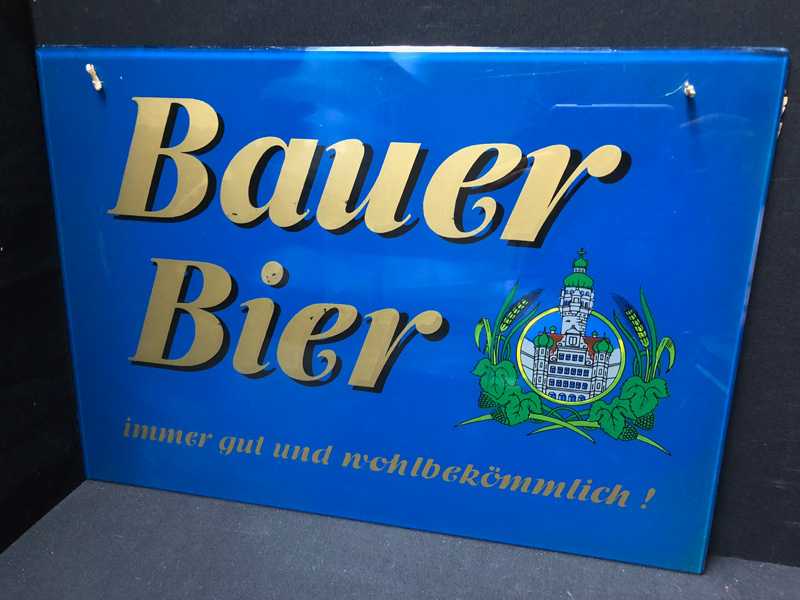 Bauer
Bier
immer gut und wohlbekömmlich !